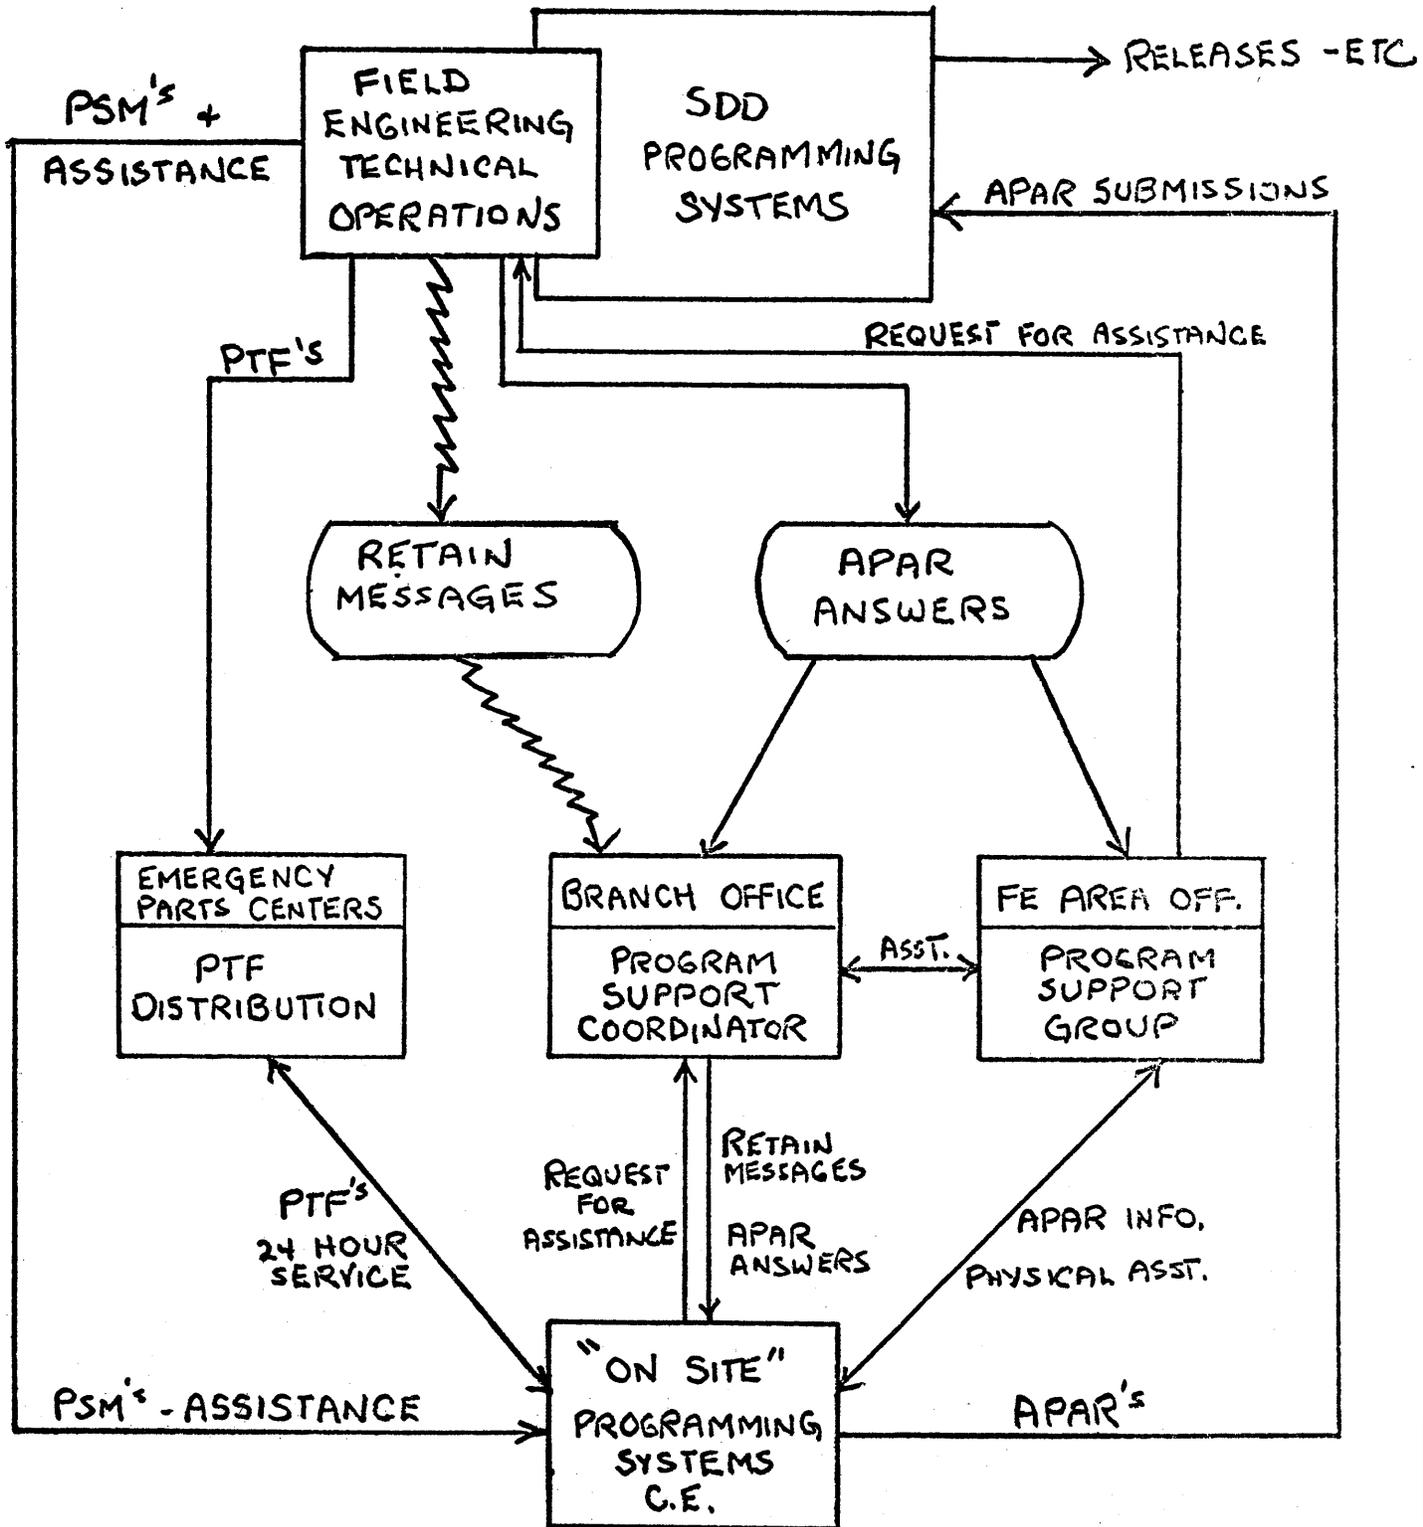 RELEASES - ETC
PSM's +
ASSISTANCE
FIELD
ENGINEERING
TECHNICAL
OPERATIONS
SDD
PROGRAMMING
SYSTEMS
APAR SUBMISSIONS
REQUEST FOR ASSISTANCE
PTF's
RETAIN
MESSAGES
APAR
ANSWERS
EMERGENCY
PARTS CENTERS
PTF
DISTRIBUTION
BRANCH OFFICE
PROGRAM
SUPPORT
COORDINATOR
ASST.
FE AREA OFF.
PROGRAM
SUPPORT
GROUP
PTF's
24 HOUR
SERVICE
REQUEST
FOR
ASSISTANCE
RETAIN
MESSAGES
APAR
ANSWERS
APAR INFO.
PHYSICAL ASST.
PSM's - ASSISTANCE
"ON SITE"
PROGRAMMING
SYSTEMS
C.E.
APAR's